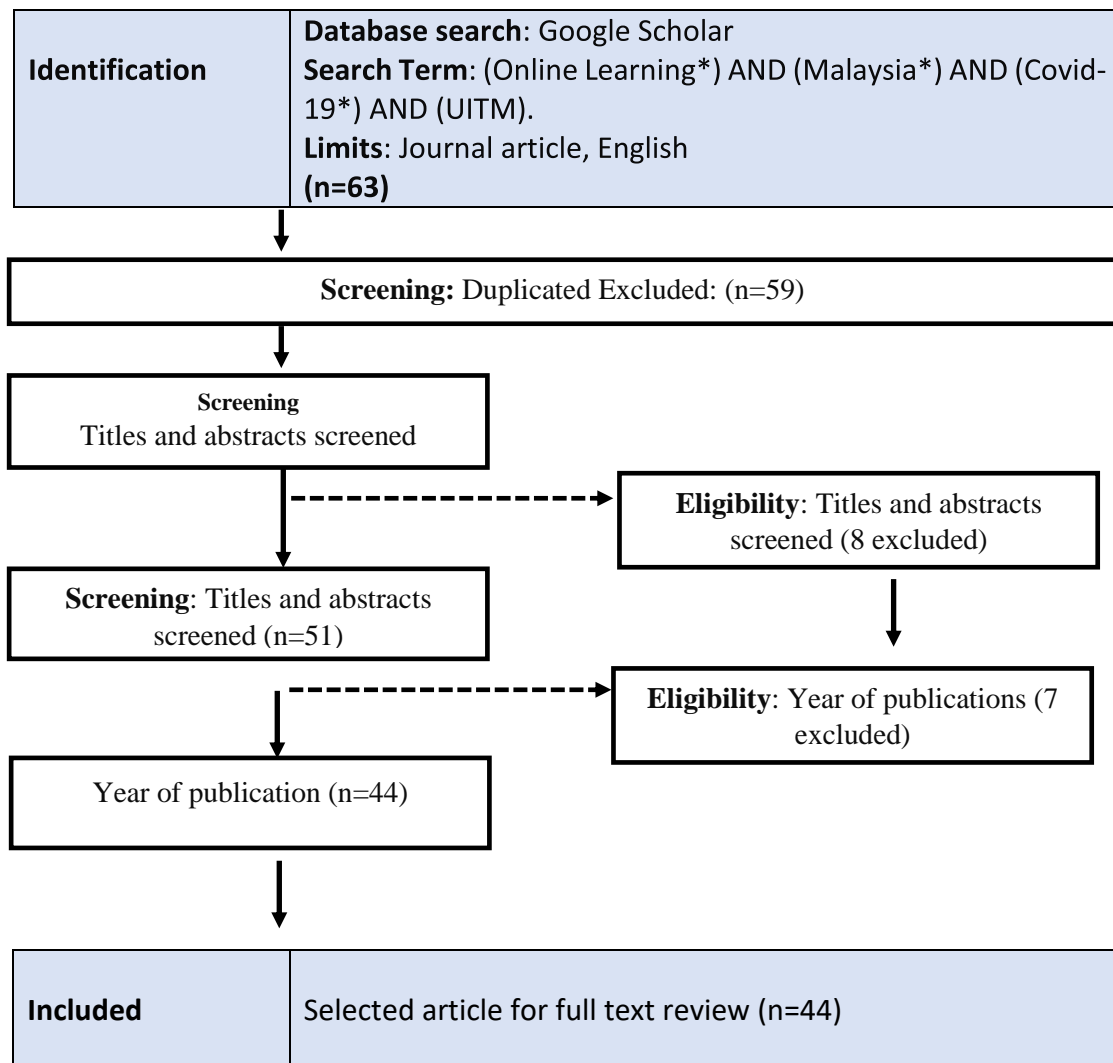 Identification
Database search: Google Scholar
Search Term: (Online Learning*) AND (Malaysia*) AND (Covid-
19*) AND (UITM).
Limits: Journal article, English
(n=63)
Screening: Duplicated Excluded: (n=59)
Screening
Titles and abstracts screened
Eligibility: Titles and abstracts
screened (8 excluded)
Screening: Titles and abstracts
screened (n=51)
Eligibility: Year of publications (7
excluded)
Year of publication (n=44)
Included
Selected article for full text review (n=44)